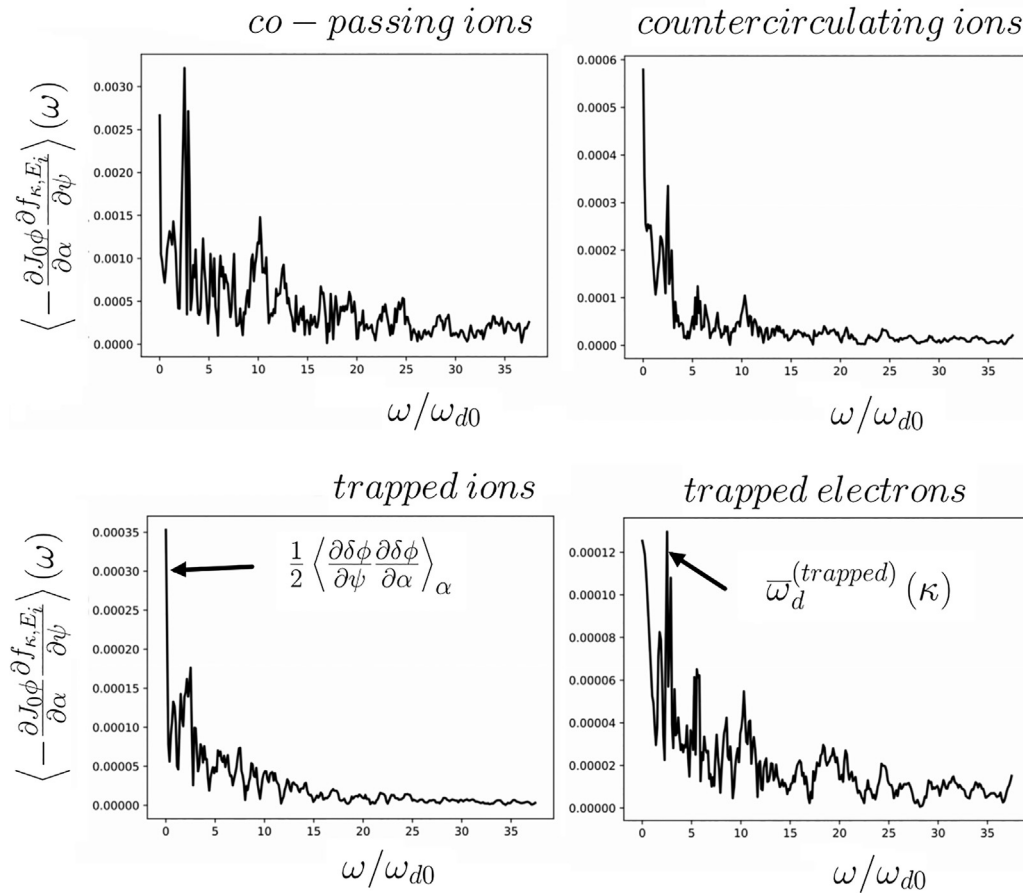 co − passing ions
countercirculating ions
⟨−∂J₀ϕ/∂α ∂f_{κ,E_i}/∂ψ⟩(ω)
0.0030
0.0025
0.0020
0.0015
0.0010
0.0005
0.0000
0 5 10 15 20 25 30 35
ω/ω_{d0}
0.0006
0.0005
0.0004
0.0003
0.0002
0.0001
0.0000
0 5 10 15 20 25 30 35
ω/ω_{d0}
trapped ions
trapped electrons
⟨−∂J₀ϕ/∂α ∂f_{κ,E_i}/∂ψ⟩(ω)
0.00035
0.00030
0.00025
0.00020
0.00015
0.00010
0.00005
0.00000
1/2 ⟨∂δϕ/∂ψ ∂δϕ/∂α⟩_α
0 5 10 15 20 25 30 35
ω/ω_{d0}
0.00012
0.00010
0.00008
0.00006
0.00004
0.00002
0.00000
ω̅_d^{(trapped)}(κ)
0 5 10 15 20 25 30 35
ω/ω_{d0}